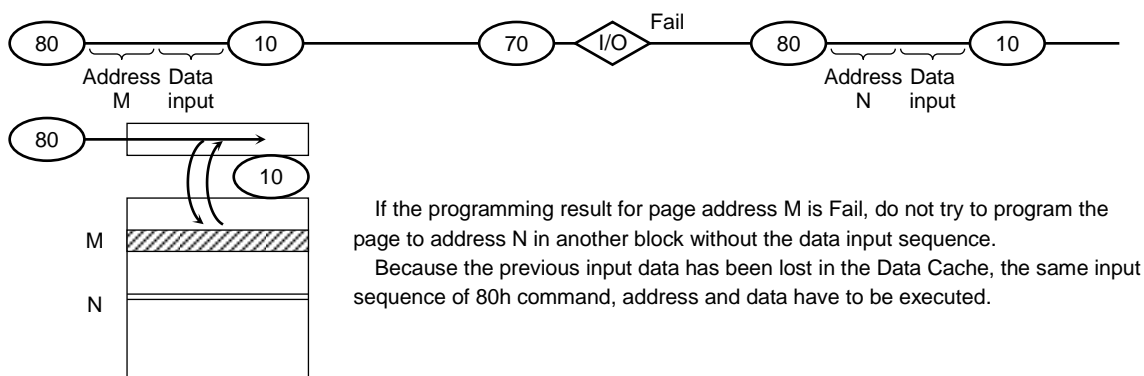 Fail
80 10 70 I/O 80 10
Address Data Address Data
M input N input
80
10
If the programming result for page address M is Fail, do not try to program the
M
page to address N in another block without the data input sequence.
Because the previous input data has been lost in the Data Cache, the same input
N
sequence of 80h command, address and data have to be executed.